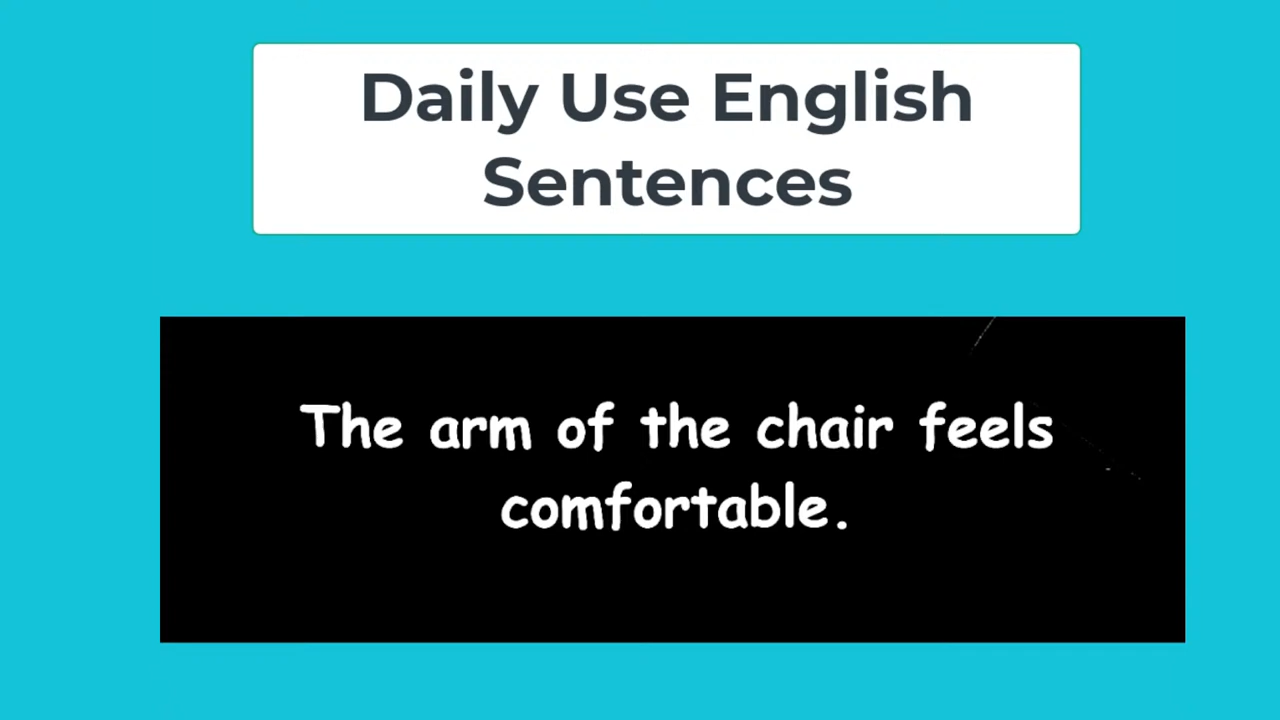 Daily Use English
Sentences
The arm of the chair feels
comfortable.